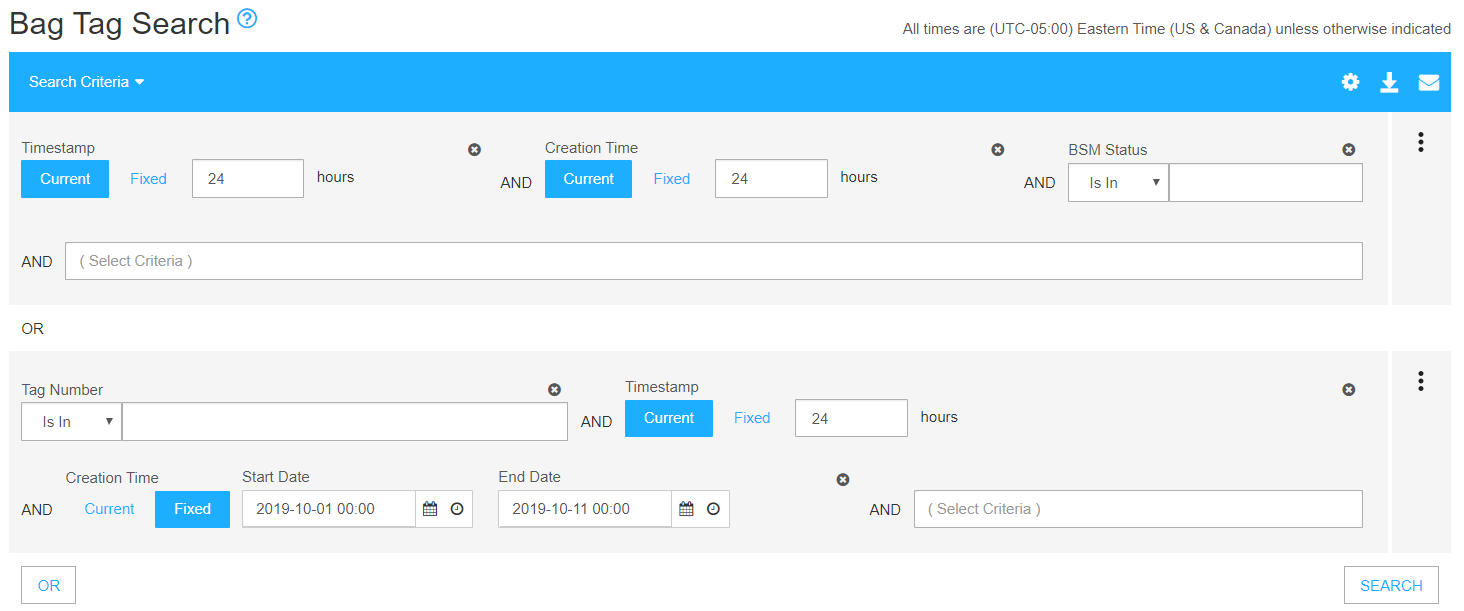 Bag Tag Search ?
All times are (UTC-05:00) Eastern Time (US & Canada) unless otherwise indicated
Search Criteria
Timestamp
Current Fixed 24 hours
AND
Creation Time
Current Fixed 24 hours
AND
BSM Status
Is In
AND ( Select Criteria )
OR
Tag Number
Is In
AND
Timestamp
Current Fixed 24 hours
AND
Creation Time
Current Fixed
Start Date
2019-10-01 00:00
End Date
2019-10-11 00:00
AND ( Select Criteria )
OR
SEARCH